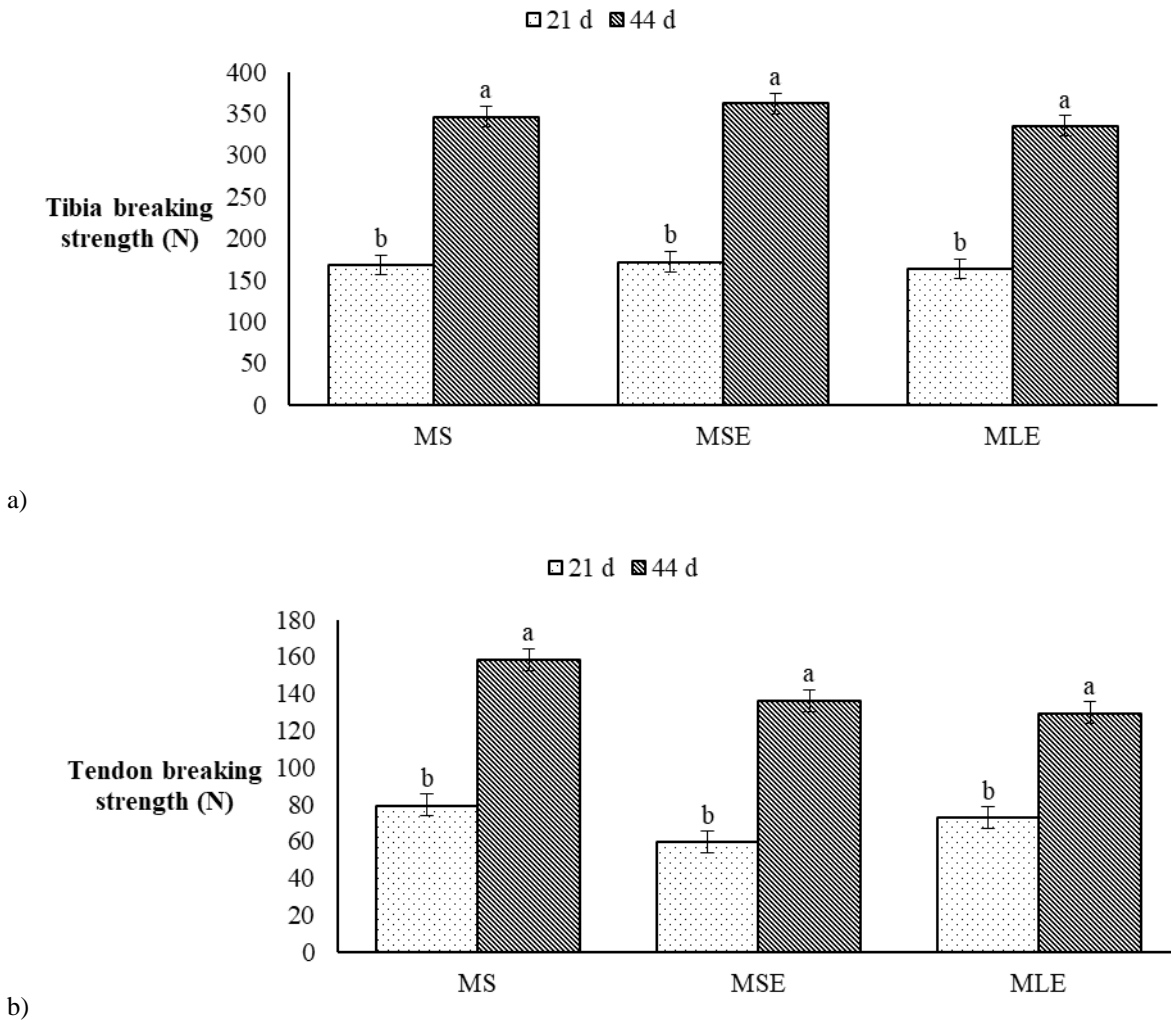 21 d 44 d
400
350
300
250
200
150
100
50
0
Tibia breaking
strength (N)
b a b a b a
MS MSE MLE
a)
21 d 44 d
180
160
140
120
100
80
60
40
20
0
Tendon breaking
strength (N)
b a b a b a
MS MSE MLE
b)